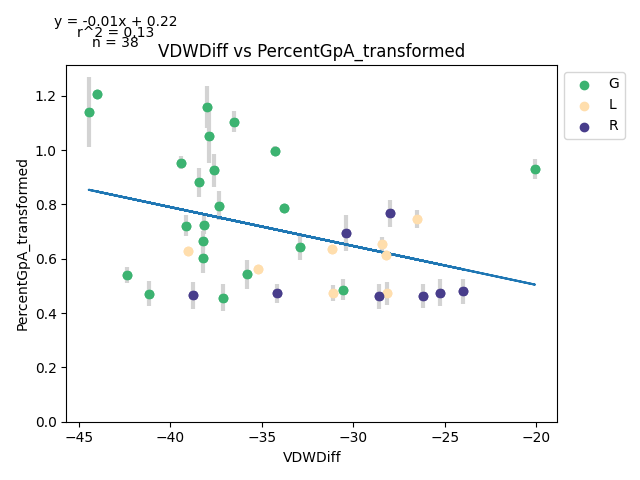 y = -0.01x + 0.22
r^2 = 0.13
n = 38
VDWDiff vs PercentGpA_transformed
G
L
R
PercentGpA_transformed
1.2
1.0
0.8
0.6
0.4
0.2
0.0
−45
−40
−35
−30
−25
−20
VDWDiff